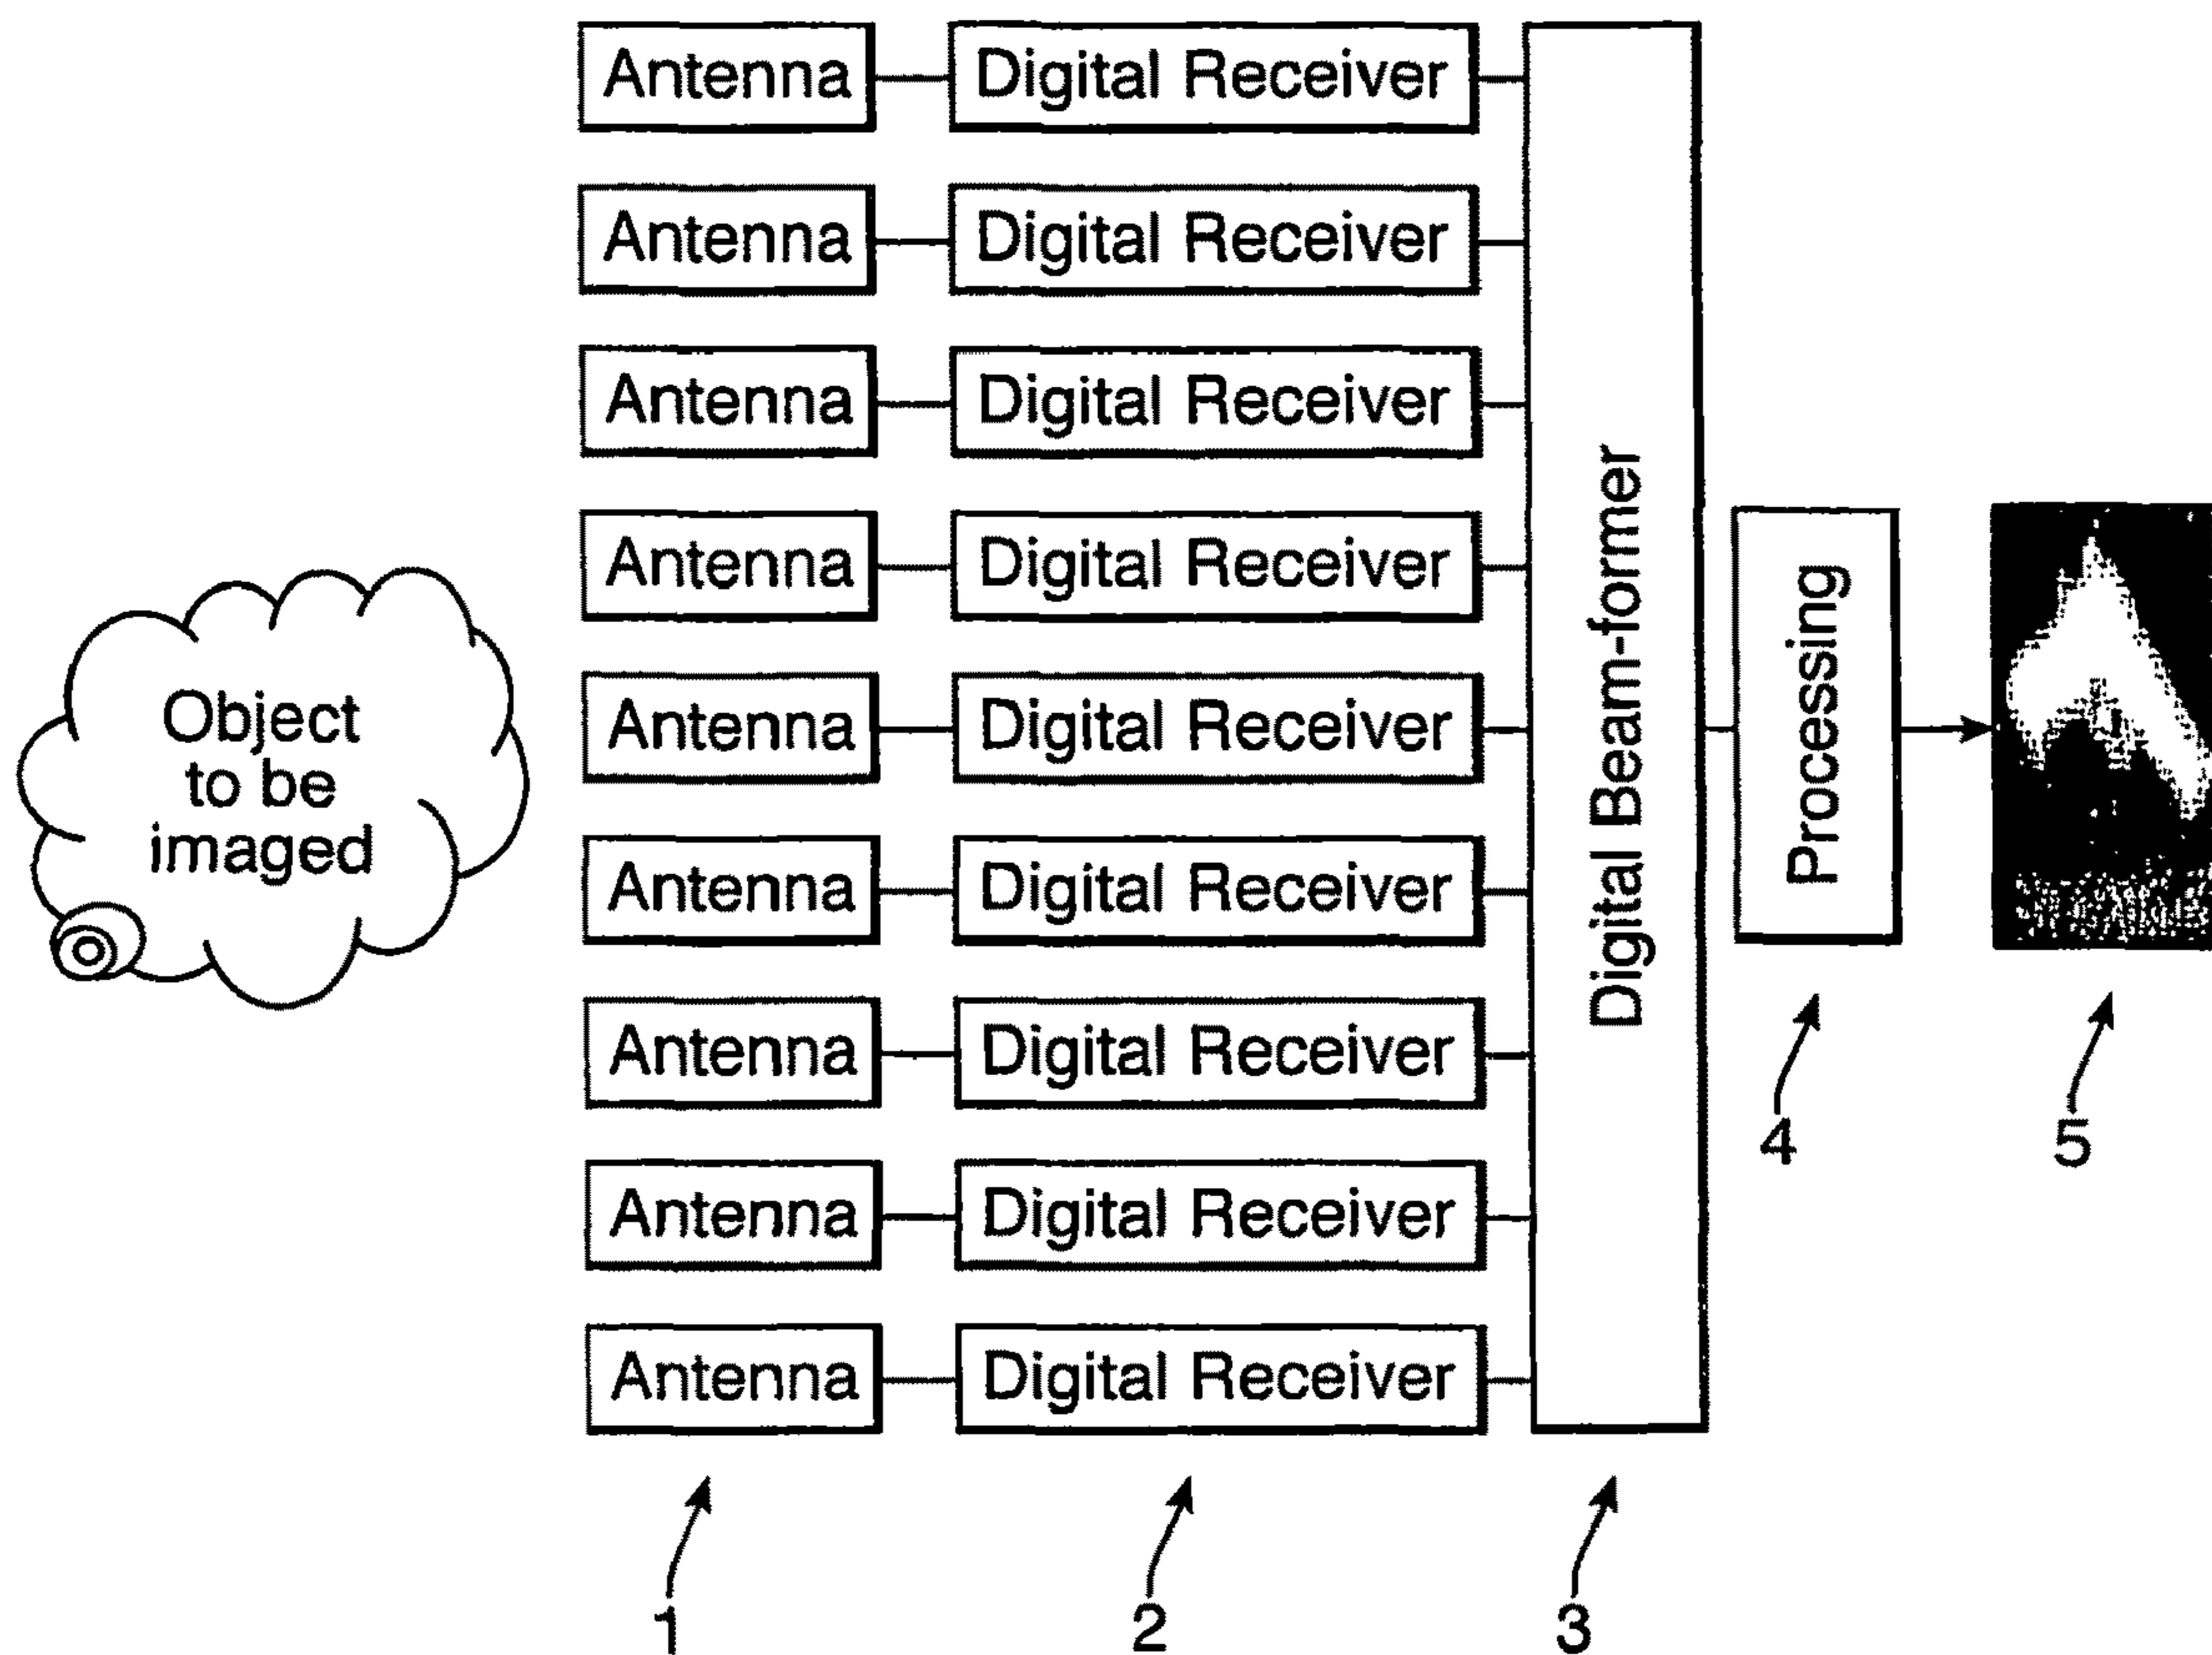 Antenna Digital Receiver
Antenna Digital Receiver
Antenna Digital Receiver
Antenna Digital Receiver
Antenna Digital Receiver
Antenna Digital Receiver
Antenna Digital Receiver
Antenna Digital Receiver
Antenna Digital Receiver
Object
to be
imaged
Digital Beam-former
Processing
1
2
3
4
5